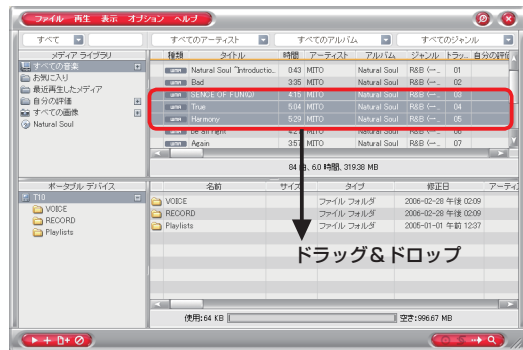 ファイル 再生 表示 オプション ヘルプ
すべて すべてのアーティスト すべてのアルバム すべてのジャンル
メディア ライブラリ
すべての音楽
お気に入り
最近再生したメディア
自分の評価
すべての画像
Natural Soul
種類 タイトル 時間 アーティスト アルバム ジャンル トラッ... 自分の評価
Natural Soul ~Introductio... 0:43 MITO Natural Soul R&B (一... 01
Bad 3:35 MITO Natural Soul R&B (一... 02
SENCE OF FUN(Q) 4:15 MITO Natural Soul R&B (一... 03
True 5:04 MITO Natural Soul R&B (一... 04
Harmony 5:29 MITO Natural Soul R&B (一... 05
Be all right 4:2 MITO Natural Soul R&B (一... 06
Again 3:57 MITO Natural Soul R&B (一... 07
84 、6.0 時間、319.38 MB
ポータブル デバイス
T10
VOICE
RECORD
Playlists
名前 サイズ タイプ 修正日 アーティ
VOICE ファイル フォルダ 2006-02-28 午後 02:09
RECORD ファイル フォルダ 2006-02-28 午後 02:09
Playlists ファイル フォルダ 2005-01-01 午前 12:37
ドラッグ&ドロップ
使用:64 KB 空き:996.67 MB